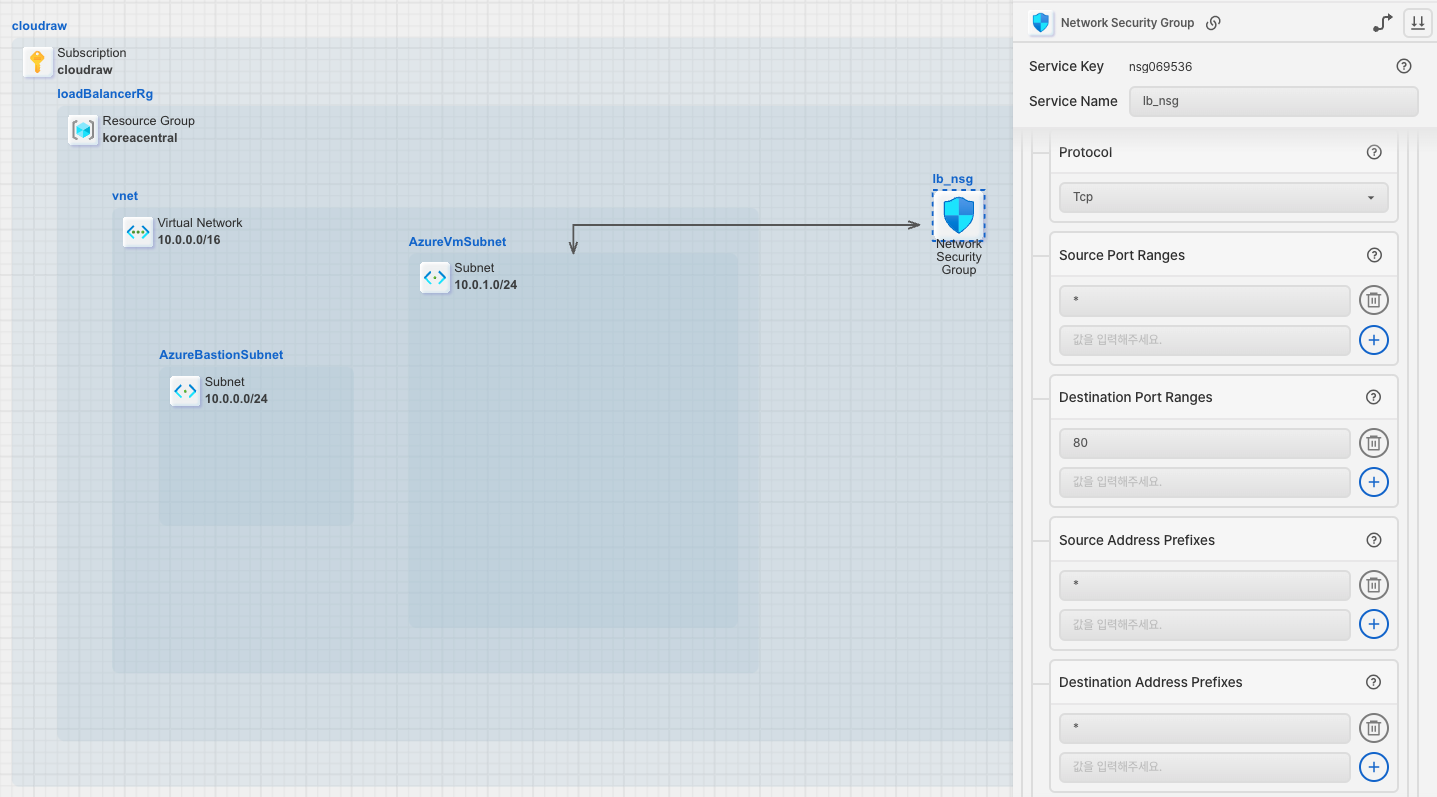 cloudraw
Subscription
cloudraw
loadBalancerRg
Resource Group
koreacentral
vnet
Virtual Network
10.0.0.0/16
AzureVmSubnet
Subnet
10.0.1.0/24
AzureBastionSubnet
Subnet
10.0.0.0/24
lb_nsg
Network
Security
Group
Network Security Group
Service Key nsg069536
Service Name lb_nsg
Protocol
Tcp
Source Port Ranges
*
값을 입력해주세요.
Destination Port Ranges
80
값을 입력해주세요.
Source Address Prefixes
*
값을 입력해주세요.
Destination Address Prefixes
*
값을 입력해주세요.